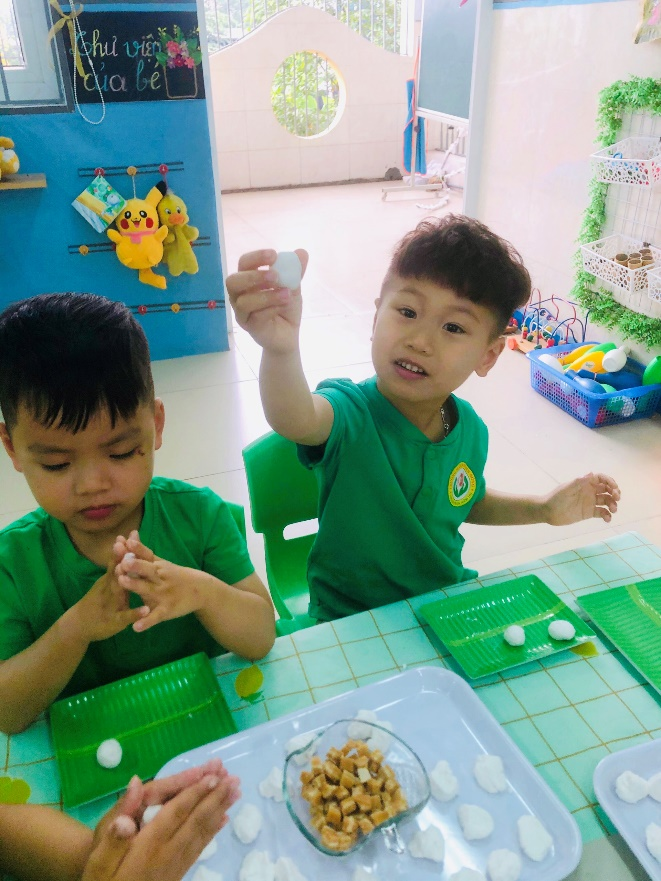 Thư viện
của bé